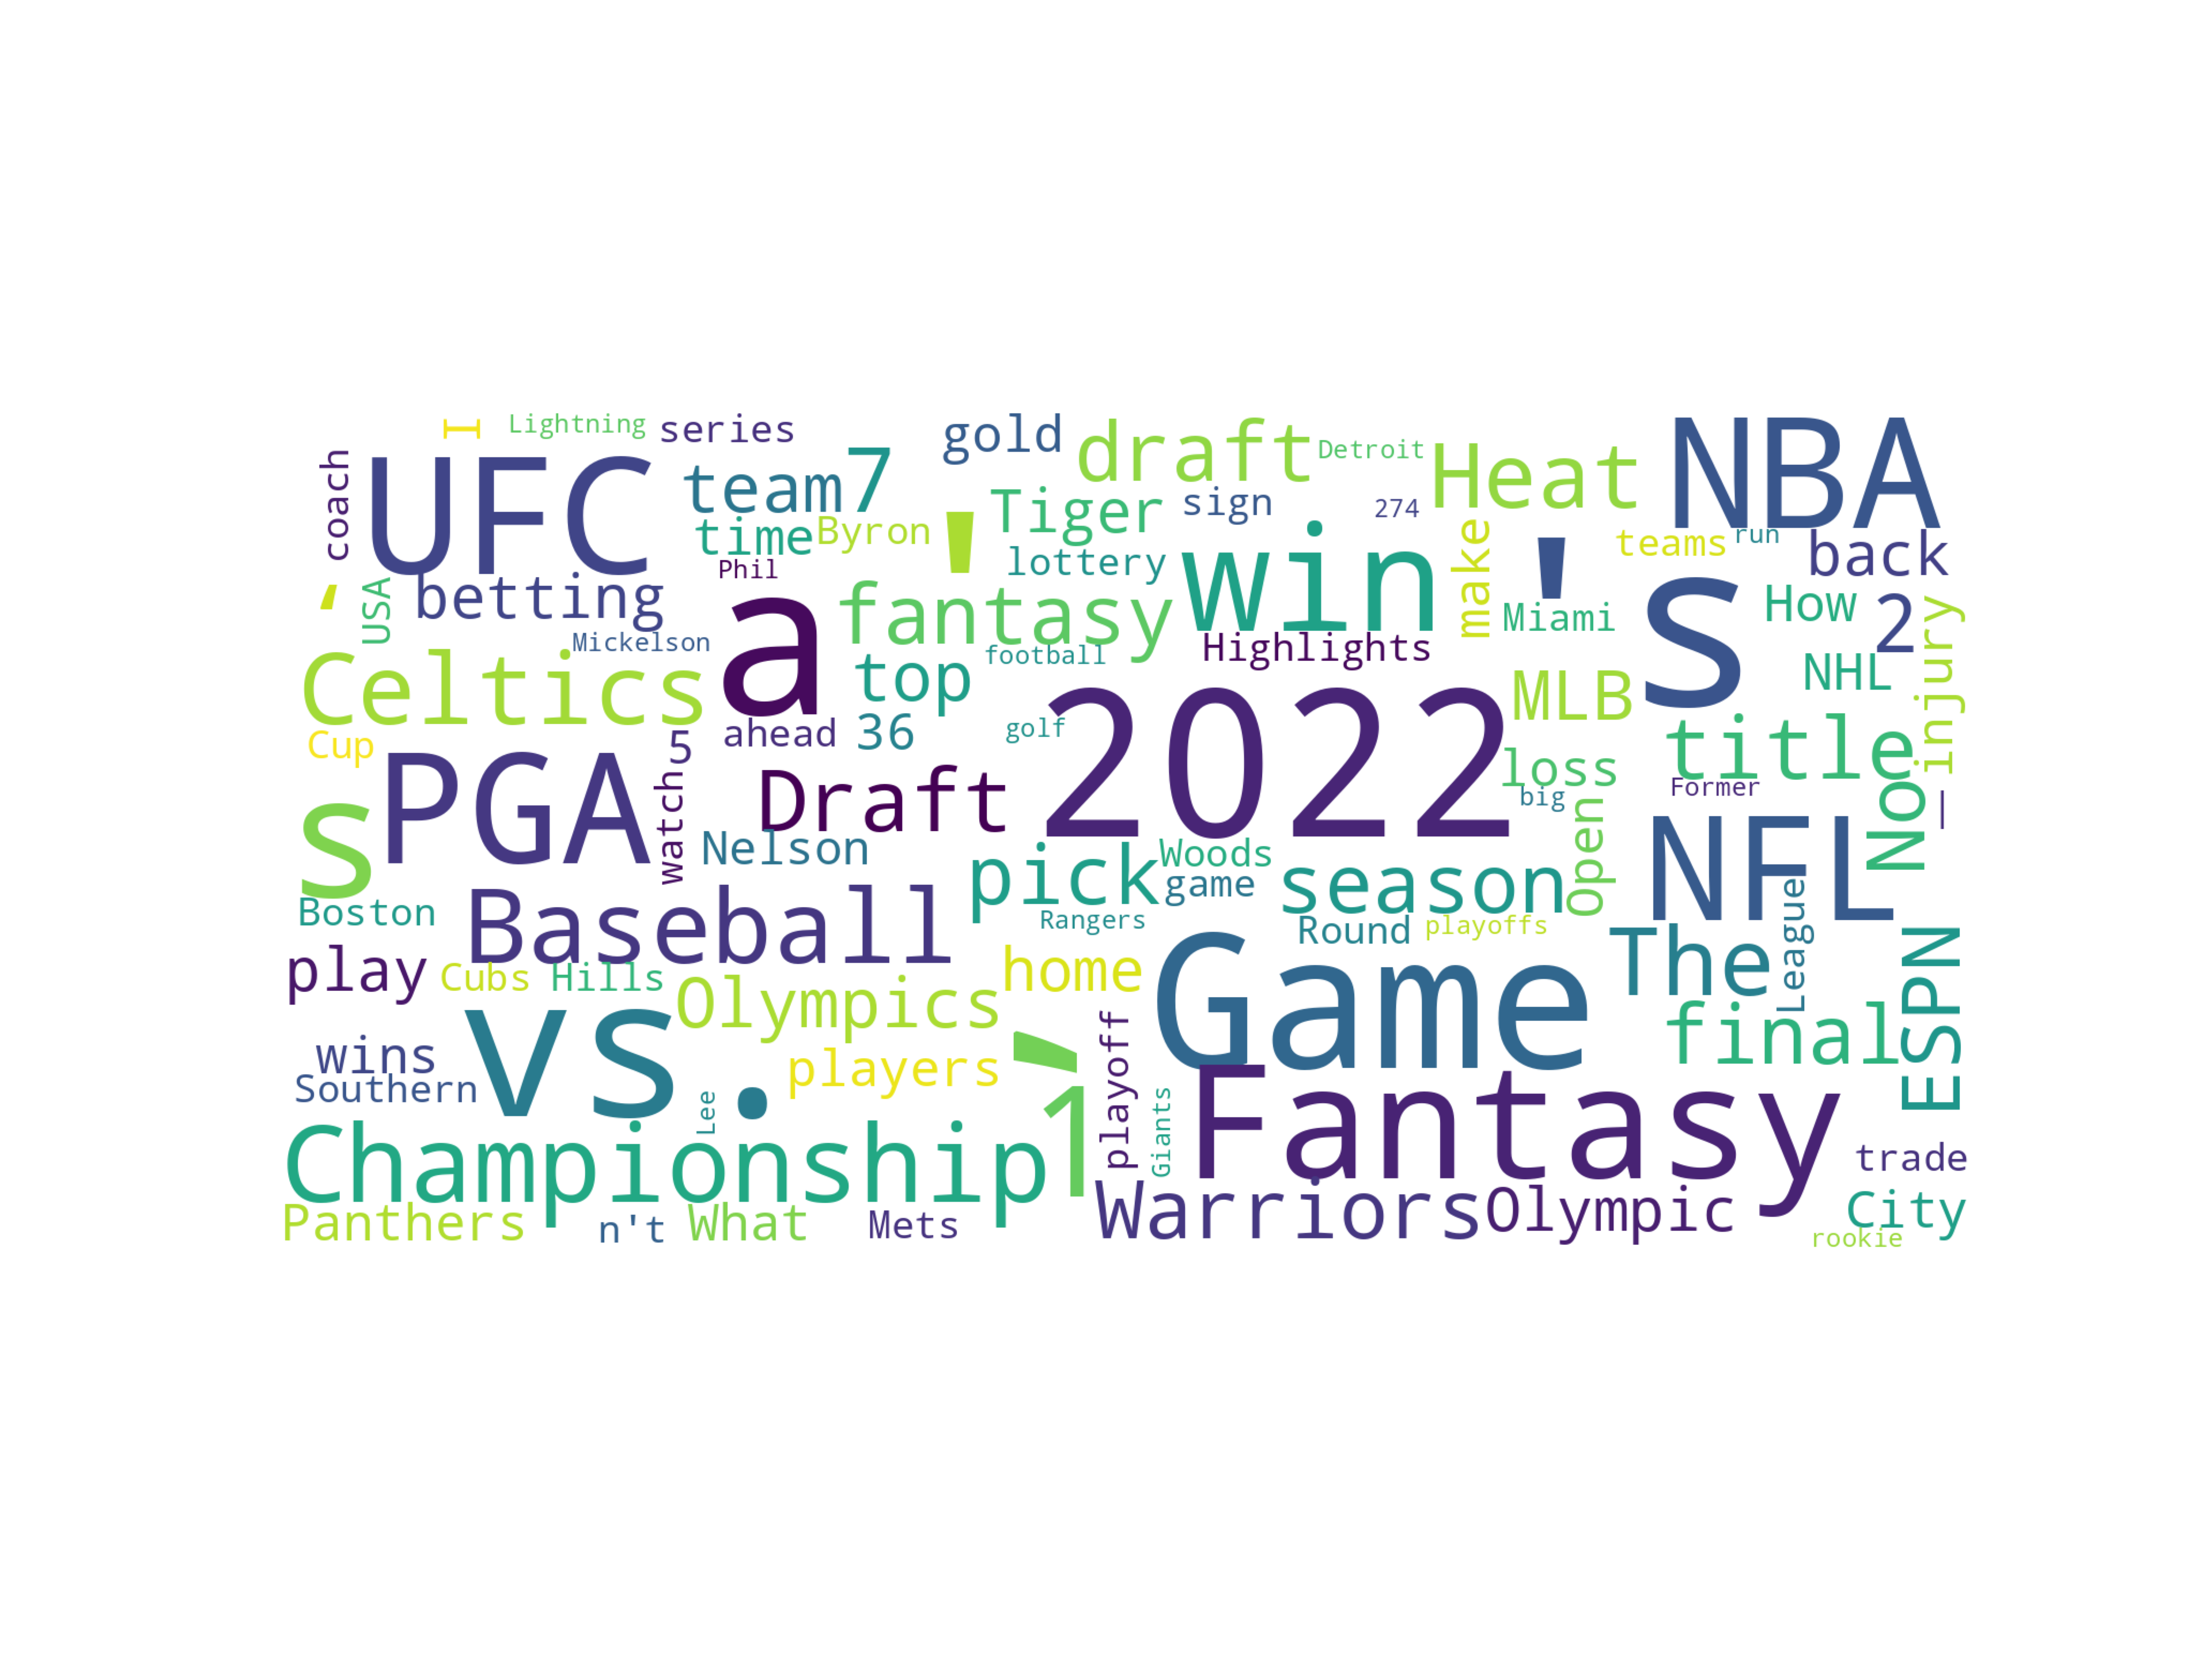 I Lightning series gold draft Detroit Heat NBA
coach UFC team 7 Tiger sign 274
time Byron ' lottery win make ' teams run back
Phil
‘ USA betting a fantasy Miami s How 2 injury
Mickelson football Highlights
Celtics top MLB NHL
Cup 5 ahead 36 golf 2022 loss title
PGA watch Draft big Former No —
s Nelson pick Woods season Open NFL
Boston Baseball game
Rangers Round playoffs League
play Cubs Hills Olympics home Game The ESPN
wins vs. players ` playoff final
Southern Lee 1 Giants Fantasy
Championship trade
Panthers n't What Mets Warriors Olympic City
rookie